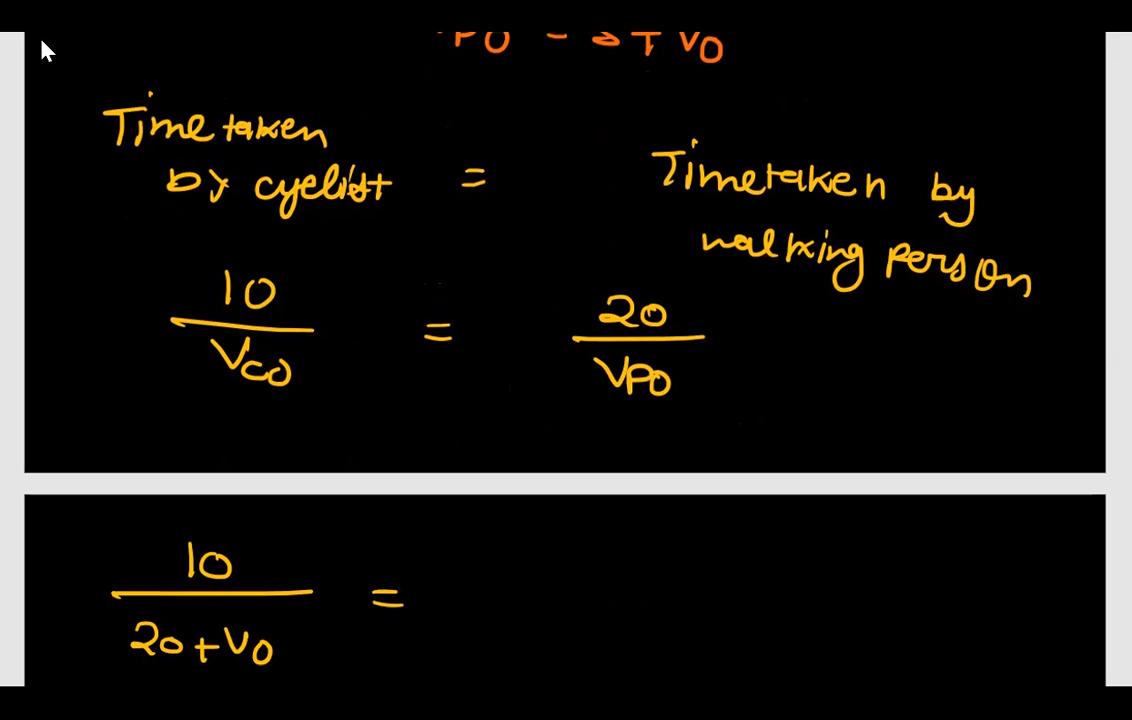 Time taken
by cyclist = Time taken by
walking person
10 / VCO = 20 / VPO
10 / 20+VO =